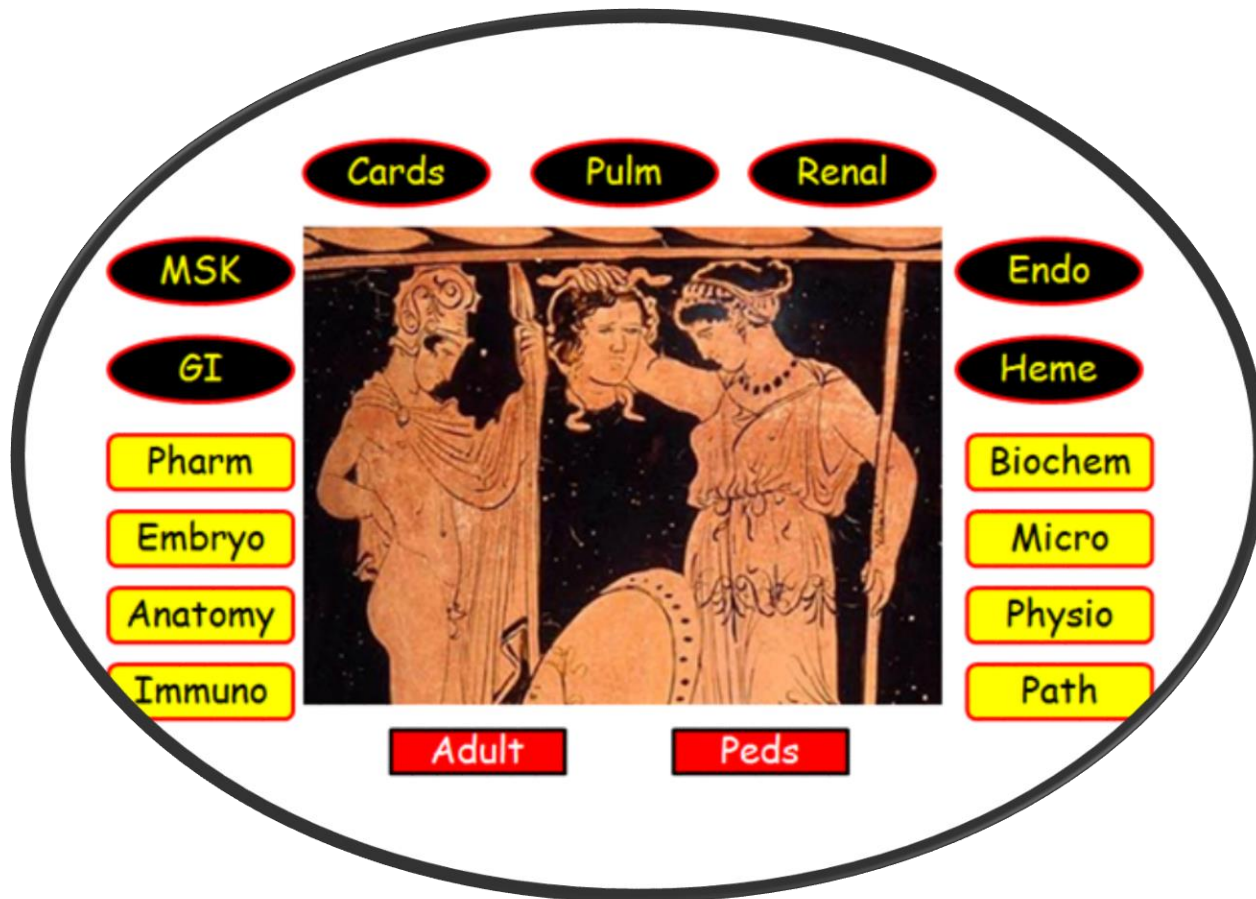 Cards
Pulm
Renal
MSK
Endo
GI
Heme
Pharm
Biochem
Embryo
Micro
Anatomy
Physio
Immuno
Path
Adult
Peds